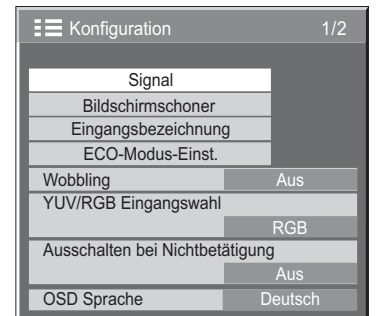 Konfiguration 1/2
Signal
Bildschirmschoner
Eingangsbezeichnung
ECO-Modus-Einst.
Wobbling Aus
YUV/RGB Eingangswahl
RGB
Ausschalten bei Nichtbetätigung
Aus
OSD Sprache Deutsch